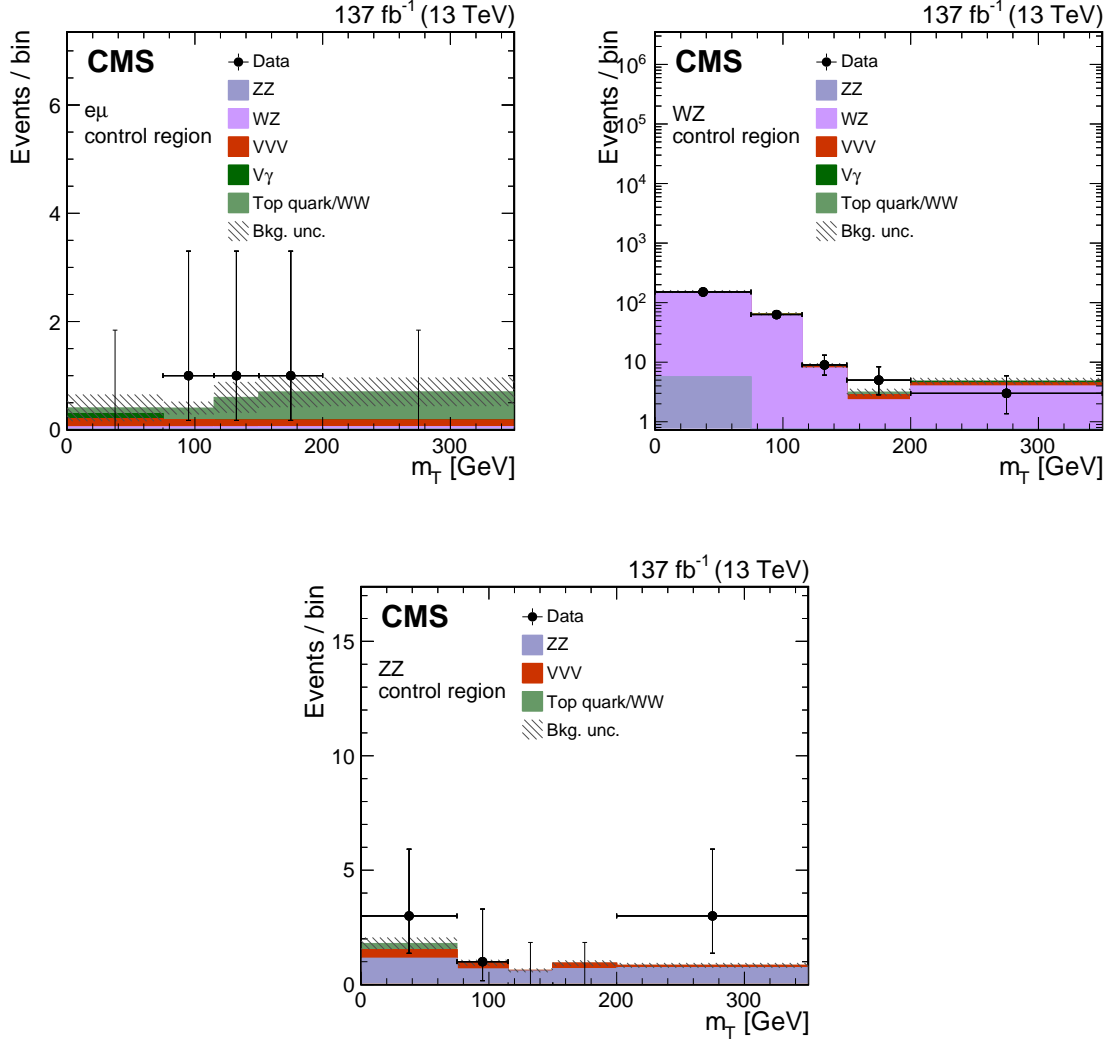 137 fb⁻¹ (13 TeV)
CMS
eμ
control region
Data
ZZ
WZ
VVV
Vγ
Top quark/WW
Bkg. unc.
Events / bin
6
4
2
0
0 100 200 300
m_T [GeV]
137 fb⁻¹ (13 TeV)
CMS
WZ
control region
Data
ZZ
WZ
VVV
Vγ
Top quark/WW
Bkg. unc.
Events / bin
10⁶
10⁵
10⁴
10³
10²
10
1
0 100 200 300
m_T [GeV]
137 fb⁻¹ (13 TeV)
CMS
ZZ
control region
Data
ZZ
VVV
Top quark/WW
Bkg. unc.
Events / bin
15
10
5
0
0 100 200 300
m_T [GeV]